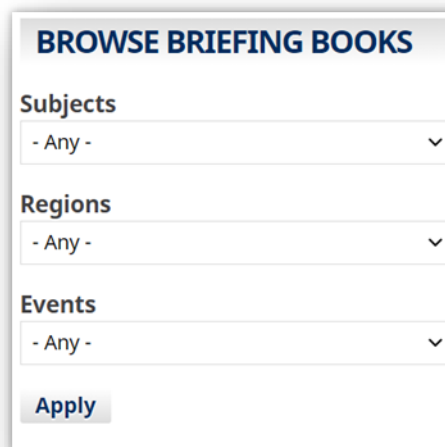 BROWSE BRIEFING BOOKS
Subjects
- Any -
Regions
- Any -
Events
- Any -
Apply